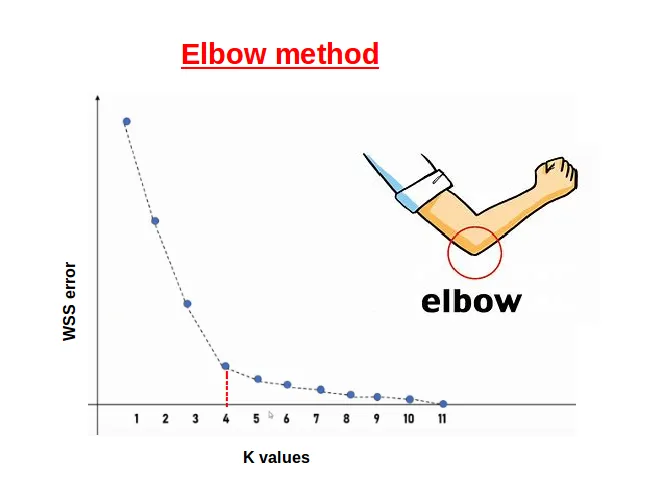 Elbow method
WSS error
elbow
1 2 3 4 5 6 7 8 9 10 11
K values